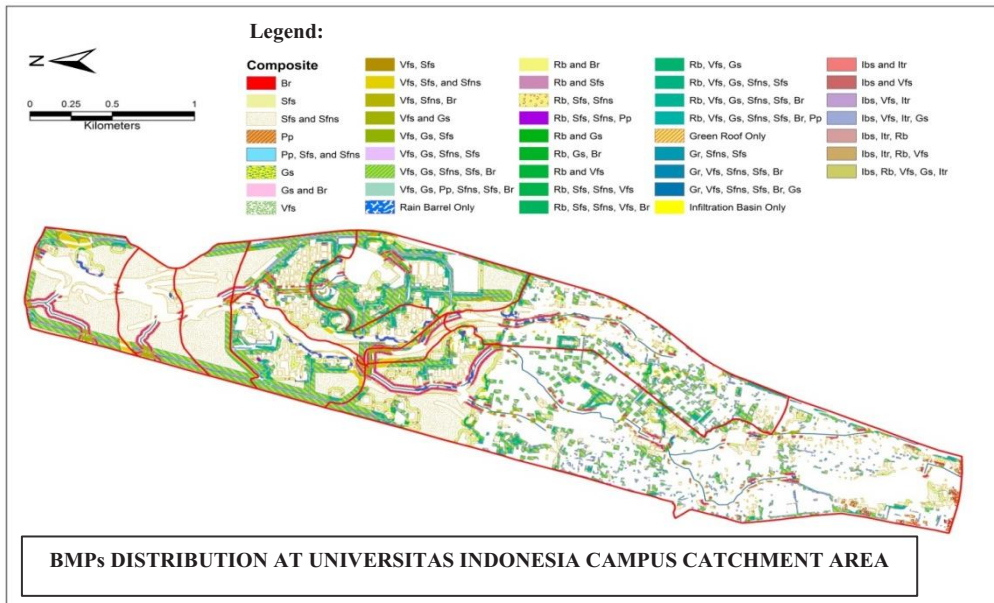 Legend:
N
0 0.25 0.5 1
Kilometers
Composite
Br
Sfs
Sfs and Sfns
Pp
Pp, Sfs, and Sfns
Gs
Gs and Br
Vfs
Vfs, Sfs
Vfs, Sfs, and Sfns
Vfs, Sfns, Br
Vfs and Gs
Vfs, Gs, Sfs
Vfs, Gs, Sfns, Sfs
Vfs, Gs, Sfns, Sfs, Br
Vfs, Gs, Pp, Sfns, Sfs, Br
Rain Barrel Only
Rb and Br
Rb and Sfs
Rb, Sfs, Sfns
Rb, Sfs, Sfns, Pp
Rb and Gs
Rb, Gs, Br
Rb and Vfs
Rb, Sfs, Sfns, Vfs
Rb, Sfs, Sfns, Vfs, Br
Rb, Vfs, Gs
Rb, Vfs, Gs, Sfns, Sfs
Rb, Vfs, Gs, Sfns, Sfs, Br
Rb, Vfs, Gs, Sfns, Sfs, Br, Pp
Green Roof Only
Gr, Sfns, Sfs
Gr, Vfs, Sfns, Sfs, Br
Gr, Vfs, Sfns, Sfs, Br, Gs
Infiltration Basin Only
Ibs and Itr
Ibs and Vfs
Ibs, Vfs, Itr
Ibs, Vfs, Itr, Gs
Ibs, Itr, Rb
Ibs, Itr, Rb, Vfs
Ibs, Rb, Vfs, Gs, Itr
BMPs DISTRIBUTION AT UNIVERSITAS INDONESIA CAMPUS CATCHMENT AREA